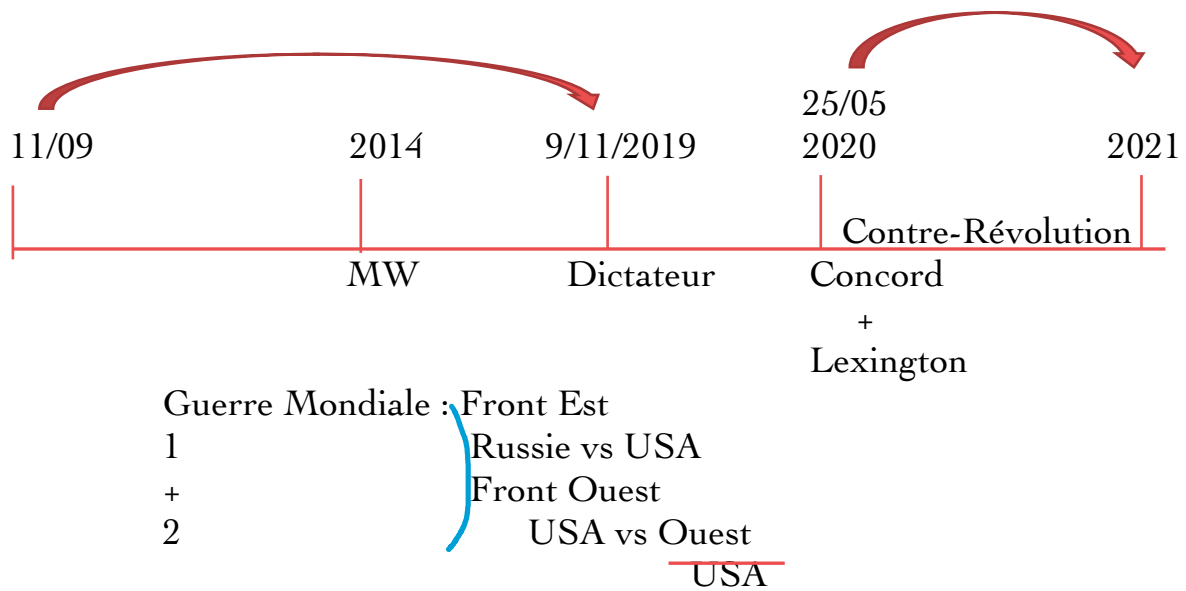 25/05
11/09 2014 9/11/2019 2020 2021
Contre-Révolution
MW Dictateur Concord
+
Lexington
Guerre Mondiale : Front Est
1 Russie vs USA
+ Front Ouest
2 USA vs Ouest
USA